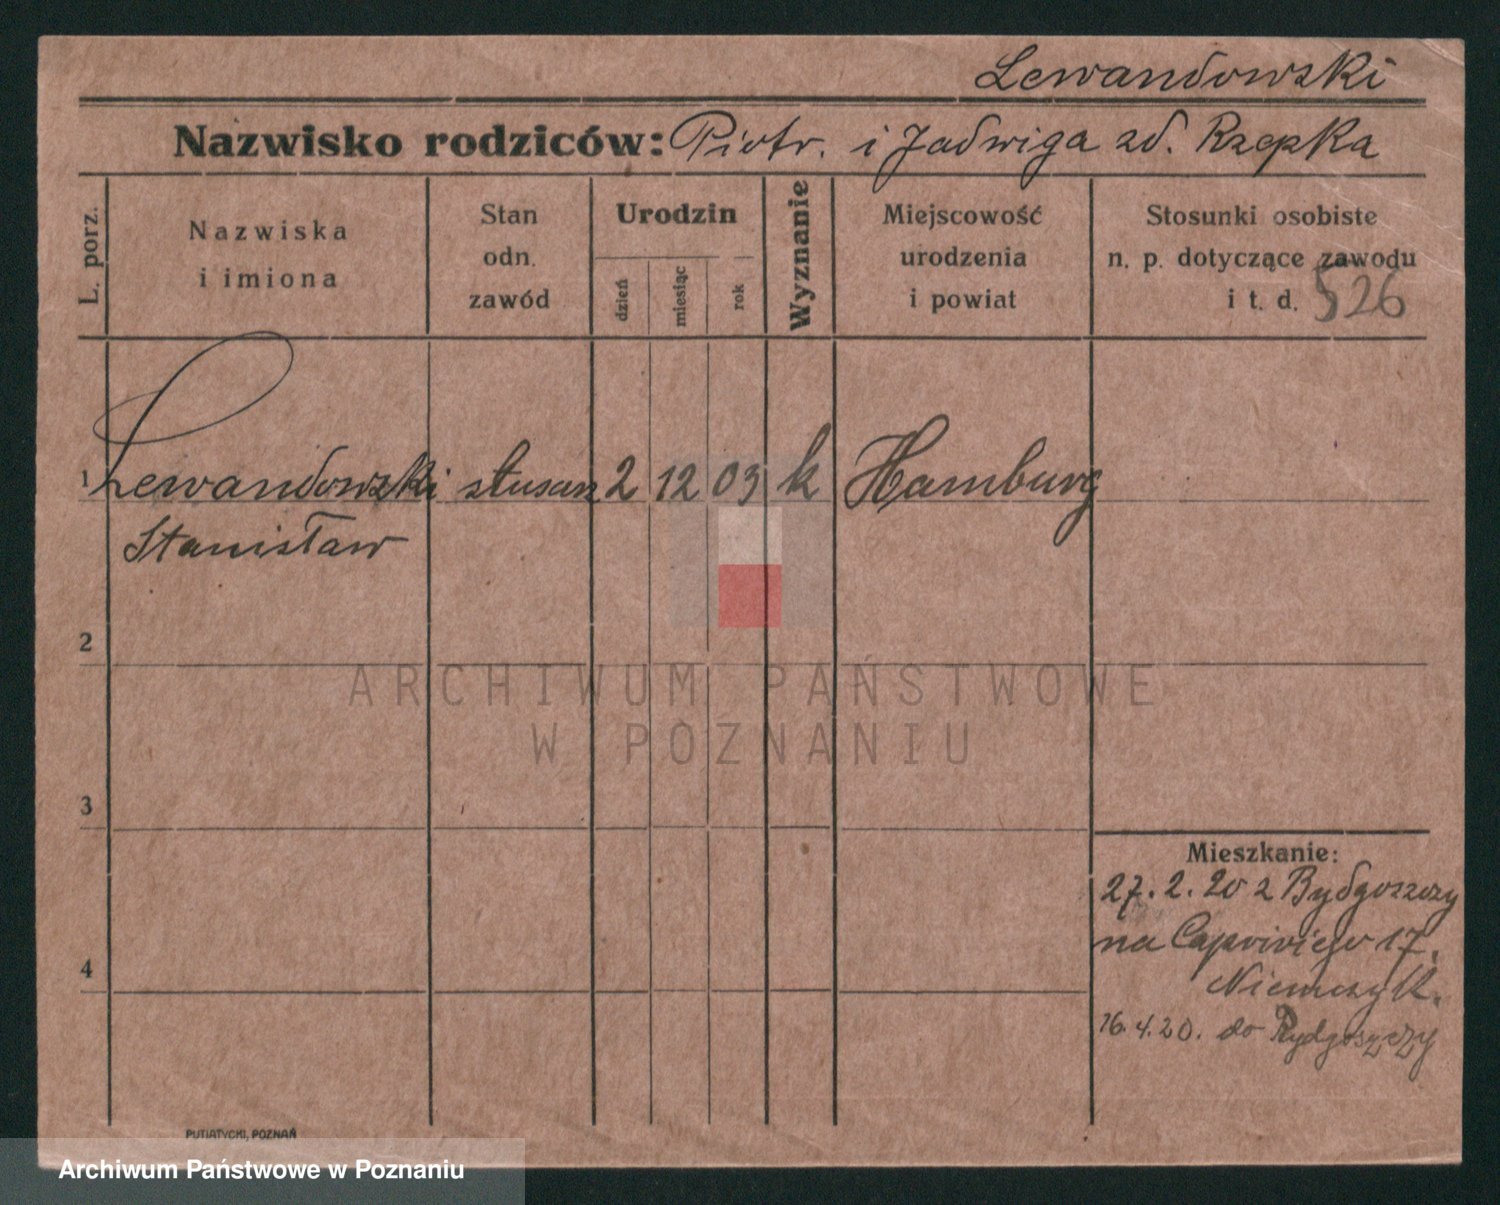 Lewandowski
Nazwisko rodziców: Piotr. i Jadwiga zd. Rzepka
L. porz.
Nazwiska
i imiona
Stan
odn.
zawód
Urodzin
dzień
miesiąc
rok
Wyznanie
Miejscowość
urodzenia
i powiat
Stosunki osobiste
n. p. dotyczące zawodu
i t. d. 526
1 Lewandowski ślusarz 2 12 03 k Hamburg
Stanisław
2
3
4
ARCHIWUM PAŃSTWOWE
W POZNANIU
Mieszkanie:
27. 2. 20 z Bydgoszczy
na 17.
16. 4. 20. do Bydgoszczy
PUTIATYCKI, POZNAŃ
Archiwum Państwowe w Poznaniu